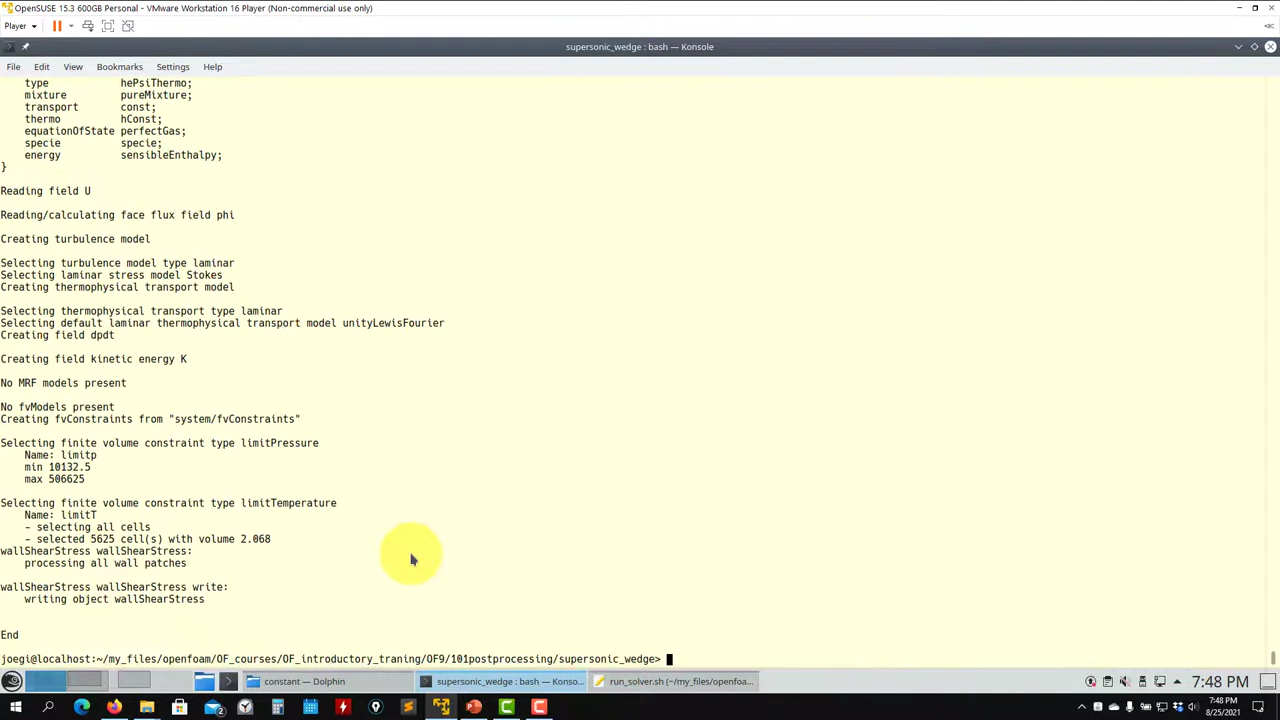 OpenSUSE 15.3 600GB Personal - VMware Workstation 16 Player (Non-commercial use only)
Player
supersonic_wedge : bash — Konsole
File Edit View Bookmarks Settings Help
type hePsiThermo;
mixture pureMixture;
transport const;
thermo hConst;
equationOfState perfectGas;
specie specie;
energy sensibleEnthalpy;
}
Reading field U
Reading/calculating face flux field phi
Creating turbulence model
Selecting turbulence model type laminar
Selecting laminar stress model Stokes
Creating thermophysical transport model
Selecting thermophysical transport type laminar
Selecting default laminar thermophysical transport model unityLewisFourier
Creating field dpdt
Creating field kinetic energy K
No MRF models present
No fvModels present
Creating fvConstraints from "system/fvConstraints"
Selecting finite volume constraint type limitPressure
Name: limitp
min 10132.5
max 506625
Selecting finite volume constraint type limitTemperature
Name: limitT
- selecting all cells
- selected 5625 cell(s) with volume 2.068
wallShearStress wallShearStress:
processing all wall patches
wallShearStress wallShearStress write:
writing object wallShearStress
End
joegi@localhost:~/my_files/openfoam/OF_courses/OF_introductory_traning/OF9/101postprocessing/supersonic_wedge>
constant — Dolphin
supersonic_wedge : bash — Konso...
run_solver.sh (~/my_files/openfoa...
7:48 PM
7:48 PM
8/25/2021